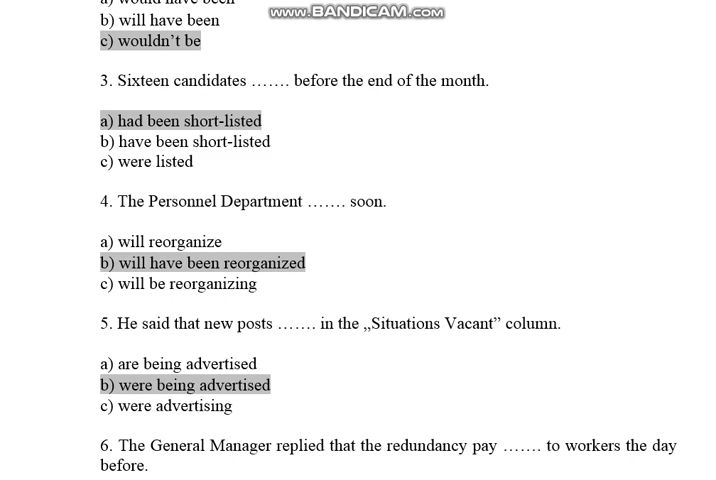 a) would have been
www.BANDICAM.com
b) will have been
c) wouldn’t be
3. Sixteen candidates ……. before the end of the month.
a) had been short-listed
b) have been short-listed
c) were listed
4. The Personnel Department ……. soon.
a) will reorganize
b) will have been reorganized
c) will be reorganizing
5. He said that new posts ……. in the „Situations Vacant” column.
a) are being advertised
b) were being advertised
c) were advertising
6. The General Manager replied that the redundancy pay ……. to workers the day
before.